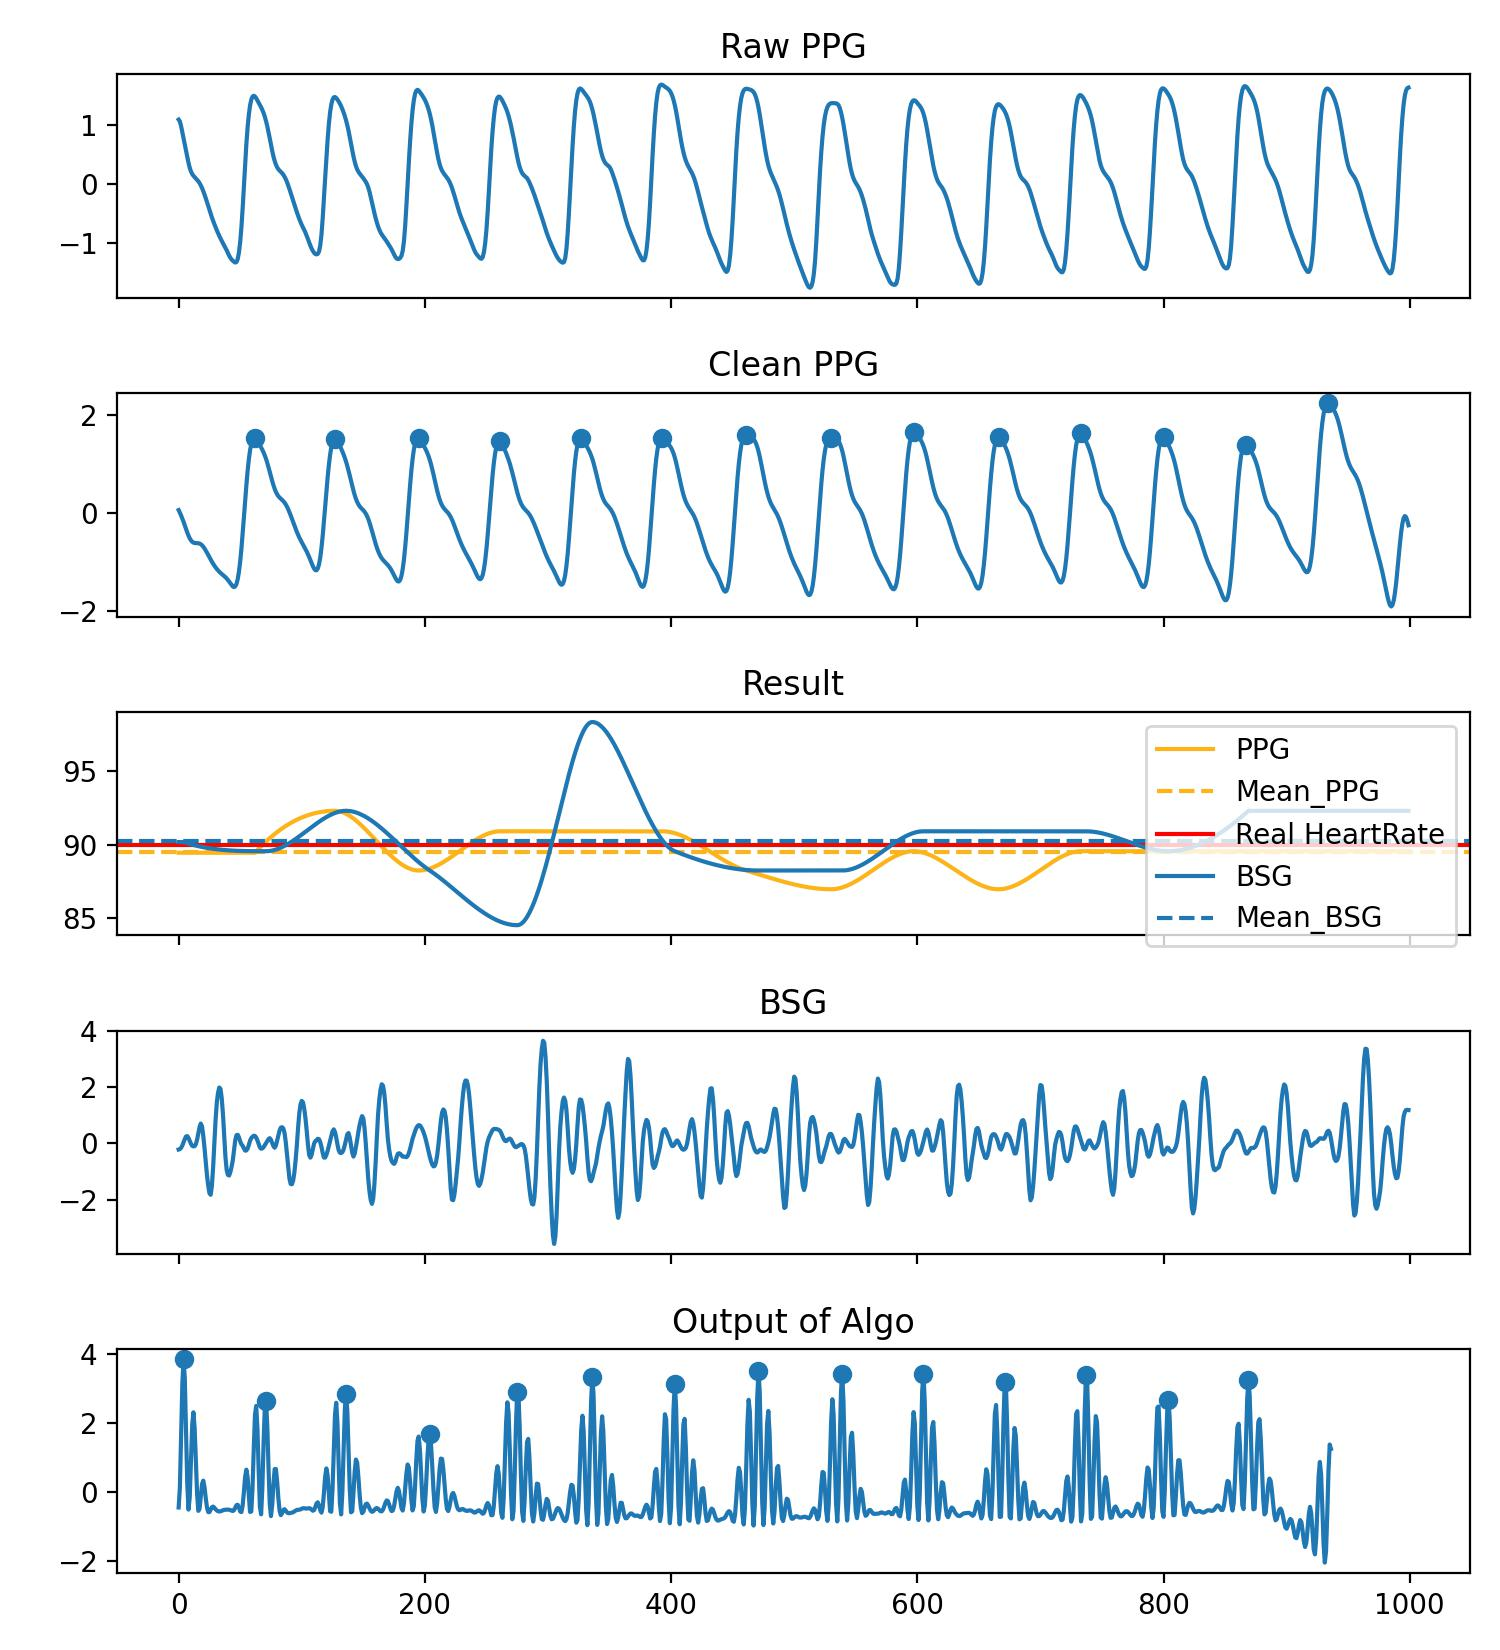 Raw PPG
1
0
−1
Clean PPG
2
0
−2
Result
95
90
85
PPG
Mean_PPG
Real HeartRate
BSG
Mean_BSG
BSG
4
2
0
−2
Output of Algo
4
2
0
−2
0 200 400 600 800 1000